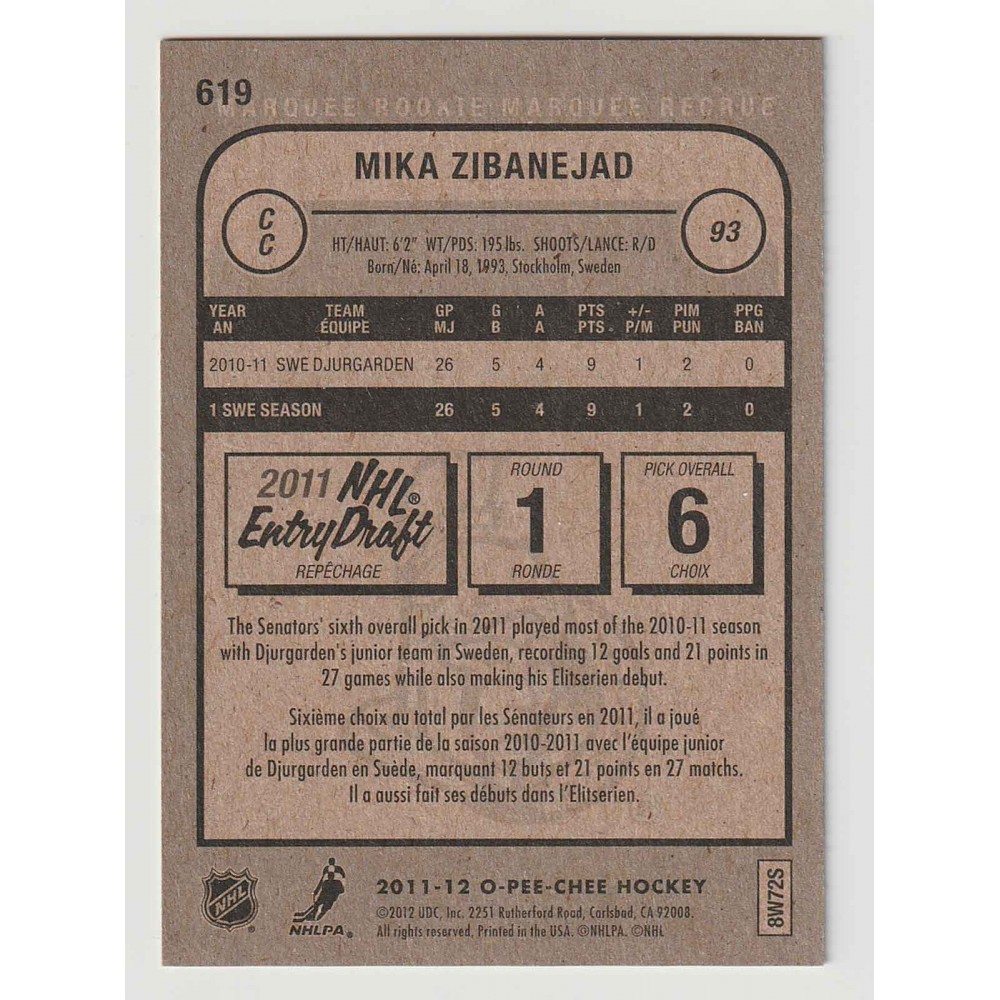 619
MARQUEE ROOKIE MARQUEE RECRUE
MIKA ZIBANEJAD
C
C
93
HT/HAUT: 6'2" WT/PDS: 195 lbs. SHOOTS/LANCE: R/D
Born/Né: April 18, 1993, Stockholm, Sweden
YEAR TEAM GP G A PTS +/- PIM PPG
AN ÉQUIPE MJ B A PTS P/M PUN BAN
2010-11 SWE DJURGARDEN 26 5 4 9 1 2 0
1 SWE SEASON 26 5 4 9 1 2 0
2011 NHL®
Entry Draft
REPÊCHAGE
ROUND
1
RONDE
PICK OVERALL
6
CHOIX
The Senators' sixth overall pick in 2011 played most of the 2010-11 season
with Djurgarden's junior team in Sweden, recording 12 goals and 21 points in
27 games while also making his Elitserien debut.
Sixième choix au total par les Sénateurs en 2011, il a joué
la plus grande partie de la saison 2010-2011 avec l'équipe junior
de Djurgarden en Suède, marquant 12 buts et 21 points en 27 matchs.
Il a aussi fait ses débuts dans l'Elitserien.
NHL
NHLPA®
2011-12 O-PEE-CHEE HOCKEY
©2012 UDC, Inc. 2251 Rutherford Road, Carlsbad, CA 92008.
All rights reserved. Printed in the USA. ©NHLPA. ©NHL
8W72S